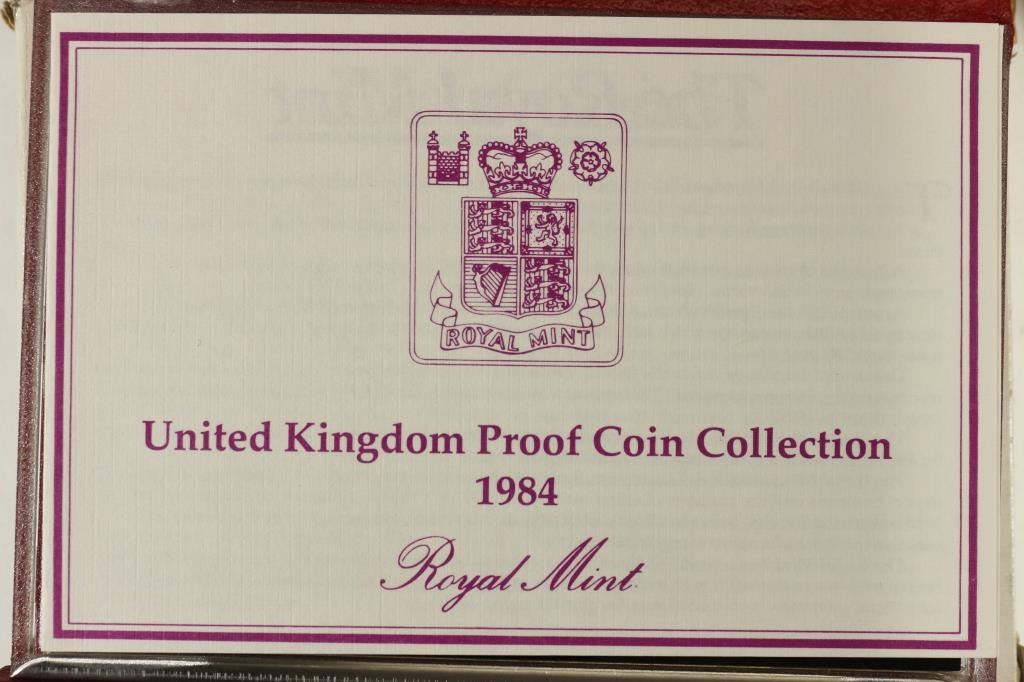 ROYAL MINT
United Kingdom Proof Coin Collection
1984
Royal Mint